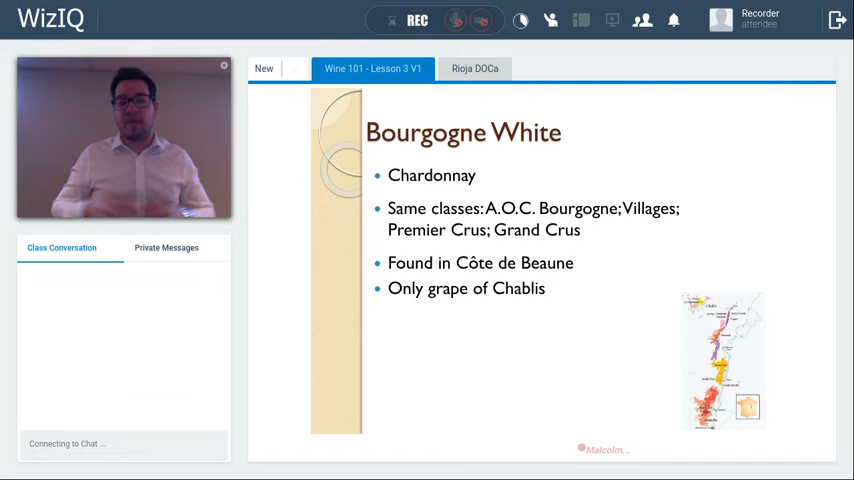 WizIQ
REC
Recorder
attendee
New
Wine 101 - Lesson 3 V1
Rioja DOCa
Bourgogne White
Chardonnay
Same classes: A.O.C. Bourgogne; Villages;
Premier Crus; Grand Crus
Found in Côte de Beaune
Only grape of Chablis
Class Conversation
Private Messages
Chablis
Connecting to Chat ...
Malcolm...